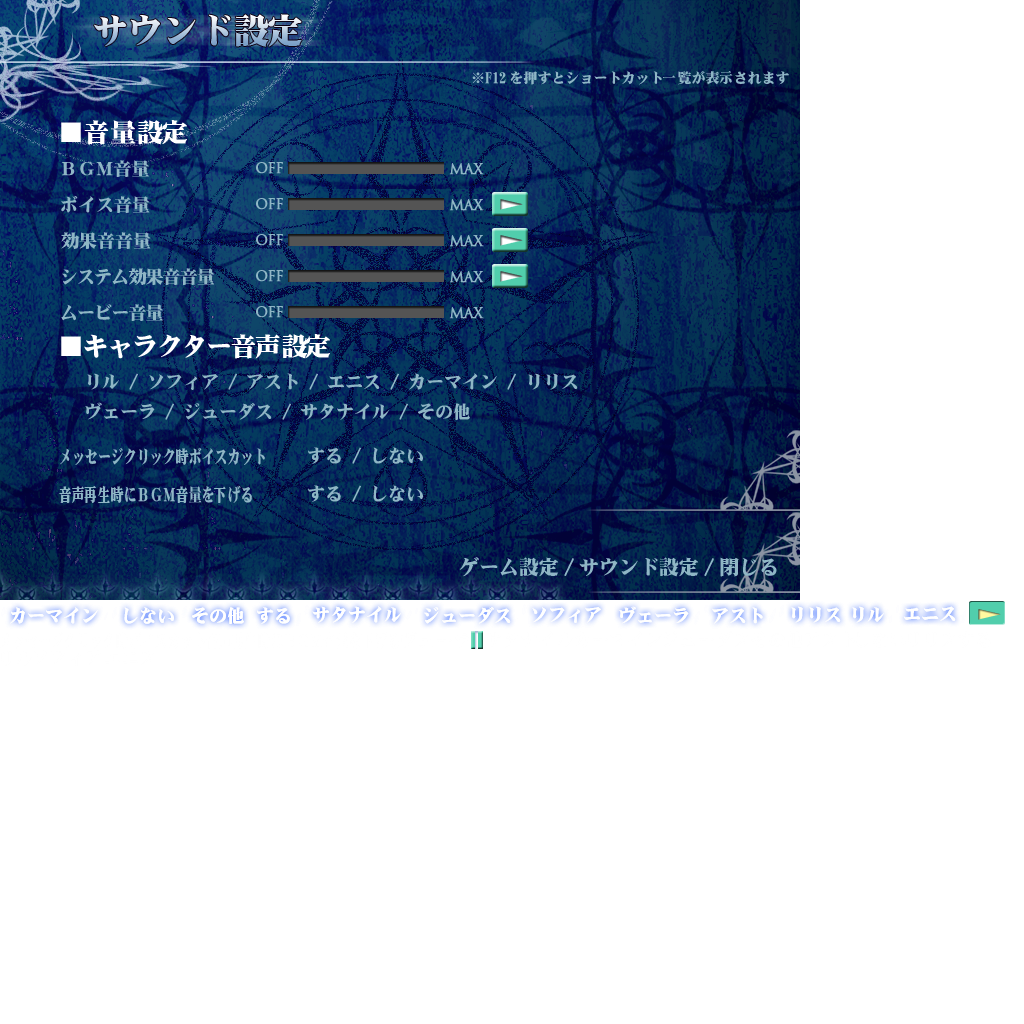 サウンド設定
※F12を押すとショートカット一覧が表示されます
■音量設定
BGM音量 OFF MAX
ボイス音量 OFF MAX
効果音音量 OFF MAX
システム効果音音量 OFF MAX
ムービー音量 OFF MAX
■キャラクター音声設定
リル / ソフィア / アスト / エニス / カーマイン / リリス
ヴェーラ / ジューダス / サタナイル / その他
メッセージクリック時ボイスカット する / しない
音声再生時にBGM音量を下げる する / しない
ゲーム設定 / サウンド設定 / 閉じる
カーマイン しない その他 する サタナイル ジューダス ソフィア ヴェーラ アスト リリス リル エニス